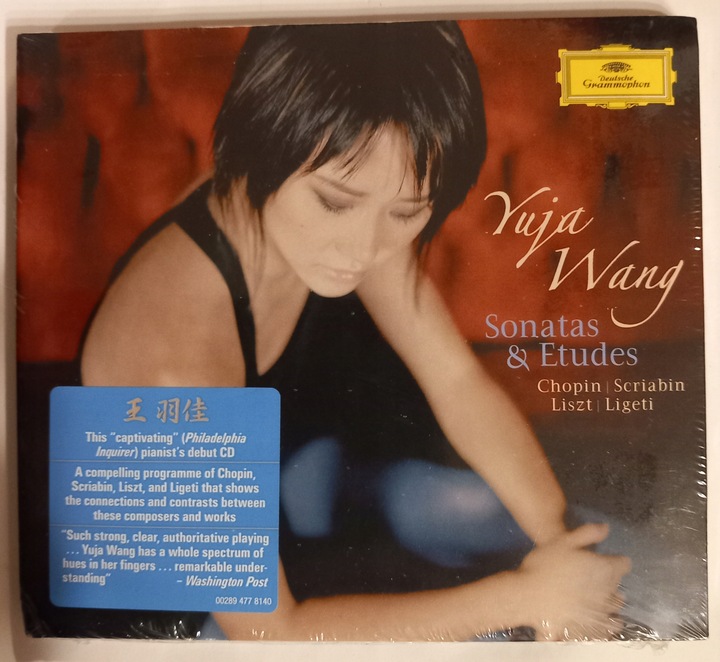 Deutsche
Grammophon
Yuja
Wang
Sonatas
& Etudes
Chopin | Scriabin
Liszt | Ligeti
王 羽佳
This “captivating” (Philadelphia
Inquirer) pianist’s debut CD
A compelling programme of Chopin,
Scriabin, Liszt, and Ligeti that shows
the connections and contrasts between
these composers and works
“Such strong, clear, authoritative playing
… Yuja Wang has a whole spectrum of
hues in her fingers … remarkable under-
standing” – Washington Post
00289 477 8140